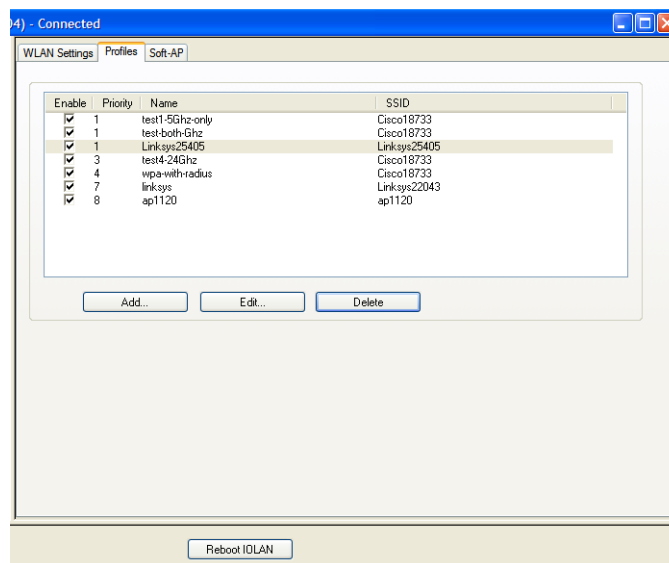 04) - Connected
WLAN Settings Profiles Soft-AP
Enable Priority Name SSID
1 test1-5Ghz-only Cisco18733
1 test-both-Ghz Cisco18733
1 Linksys25405 Linksys25405
3 test4-24Ghz Cisco18733
4 wpa-with-radius Cisco18733
7 linksys Linksys22043
8 ap1120 ap1120
Add... Edit... Delete
Reboot IOLAN